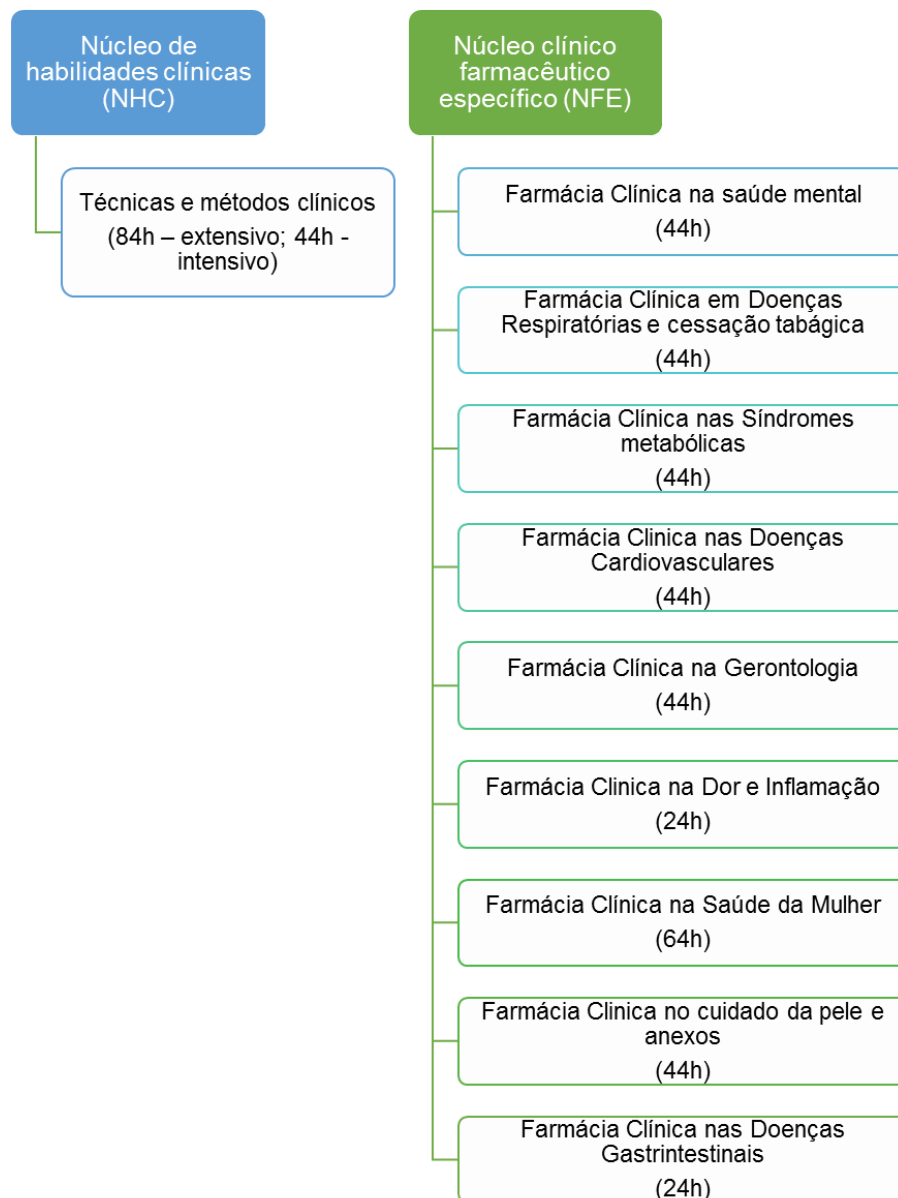 Núcleo de
habilidades clínicas
(NHC)
Técnicas e métodos clínicos
(84h – extensivo; 44h -
intensivo)
Núcleo clínico
farmacêutico
específico (NFE)
Farmácia Clínica na saúde mental
(44h)
Farmácia Clínica em Doenças
Respiratórias e cessação tabágica
(44h)
Farmácia Clínica nas Síndromes
metabólicas
(44h)
Farmácia Clinica nas Doenças
Cardiovasculares
(44h)
Farmácia Clínica na Gerontologia
(44h)
Farmácia Clinica na Dor e Inflamação
(24h)
Farmácia Clínica na Saúde da Mulher
(64h)
Farmácia Clinica no cuidado da pele e
anexos
(44h)
Farmácia Clínica nas Doenças
Gastrintestinais
(24h)